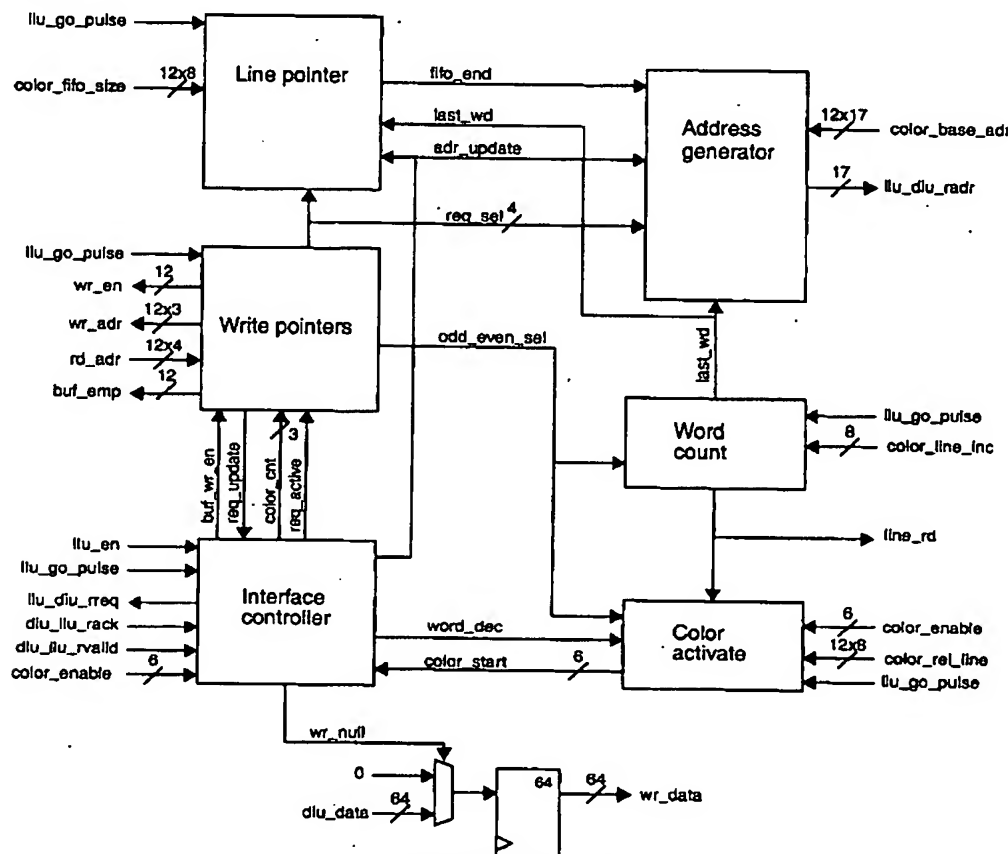 llu_go_pulse
color_fifo_size
12x8
Line pointer
fifo_end
last_wd
adr_update
req_sel
4
Address generator
12x17
color_base_adr
17
llu_diu_radr
llu_go_pulse
wr_en
12
wr_adr
12x3
rd_adr
12x4
buf_emp
12
Write pointers
odd_even_sel
last_wd
Word count
llu_go_pulse
8
color_line_inc
buf_wr_en
req_update
color_cnt
3
req_active
line_rd
llu_en
llu_go_pulse
llu_diu_rreq
diu_llu_rack
diu_llu_rvalid
color_enable
6
Interface controller
word_dec
color_start
6
Color activate
6
color_enable
12x8
color_rel_line
llu_go_pulse
wr_null
0
diu_data
64
64
64
wr_data